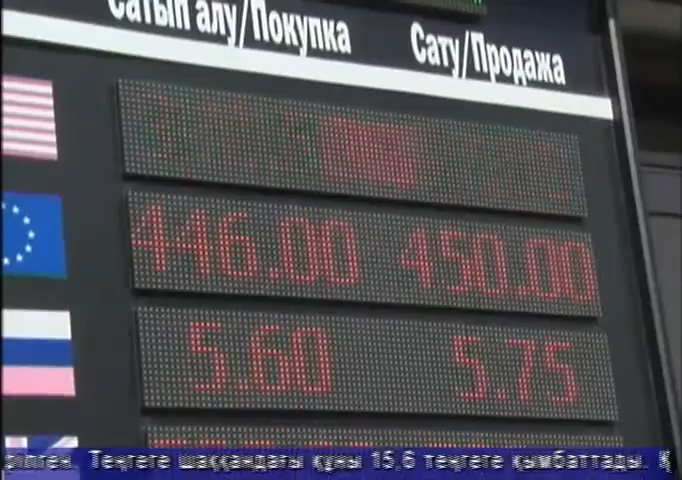 Сатып алу/Покупка
Сату/Продажа
446.00 450.00
5.60 5.75
Теңгеге шаққандағы құны 15,6 теңгеге қымбаттады.